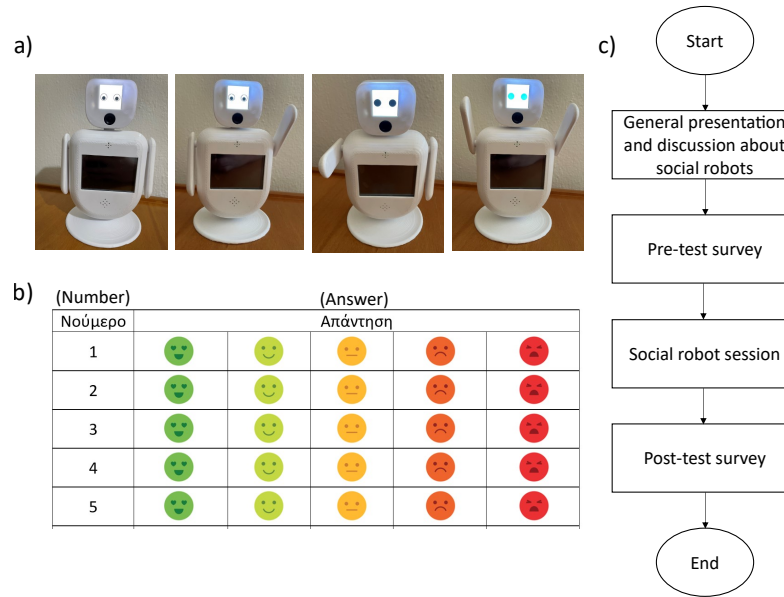 a)
b)
(Number)
(Answer)
Νούμερο
Απάντηση
1
2
3
4
5
c)
Start
General presentation
and discussion about
social robots
Pre-test survey
Social robot session
Post-test survey
End